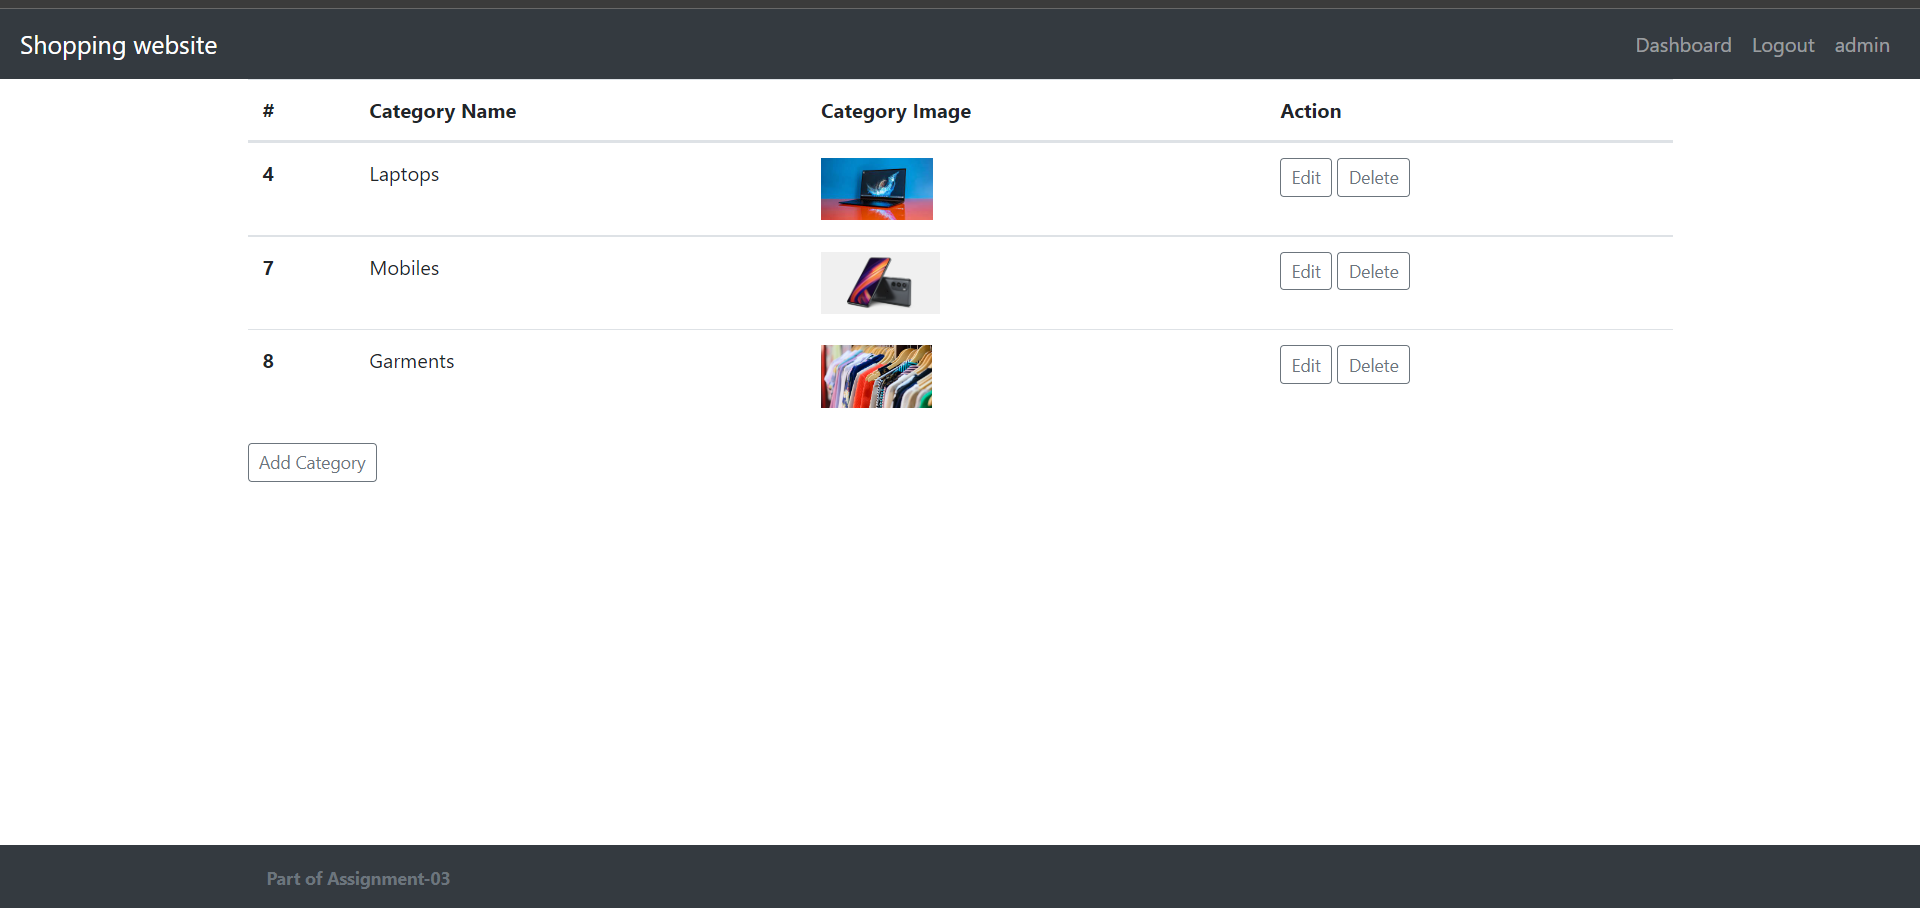 Shopping website Dashboard Logout admin
# Category Name Category Image Action
4 Laptops Edit Delete
7 Mobiles Edit Delete
8 Garments Edit Delete
Add Category
Part of Assignment-03